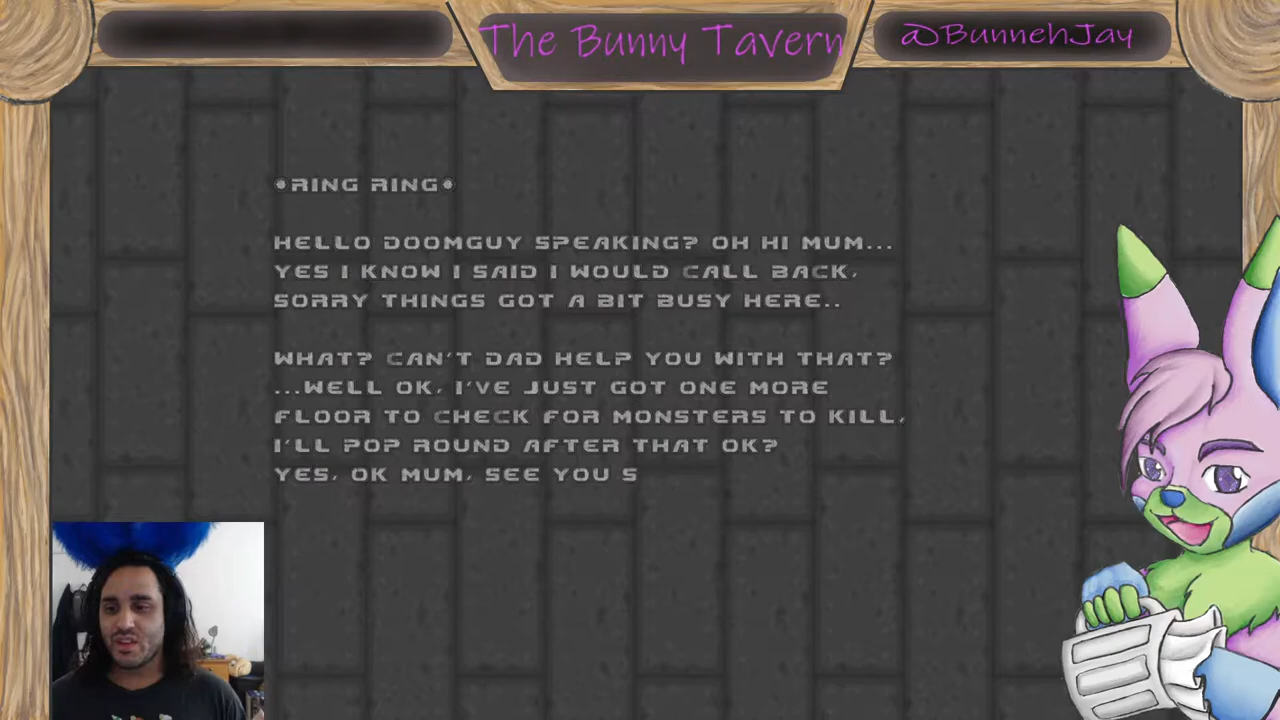 The Bunny Tavern
@BunnehJay
*RING RING*
HELLO DOOMGUY SPEAKING? OH HI MUM...
YES I KNOW I SAID I WOULD CALL BACK,
SORRY THINGS GOT A BIT BUSY HERE..
WHAT? CAN'T DAD HELP YOU WITH THAT?
...WELL OK, I'VE JUST GOT ONE MORE
FLOOR TO CHECK FOR MONSTERS TO KILL,
I'LL POP ROUND AFTER THAT OK?
YES, OK MUM, SEE YOU S